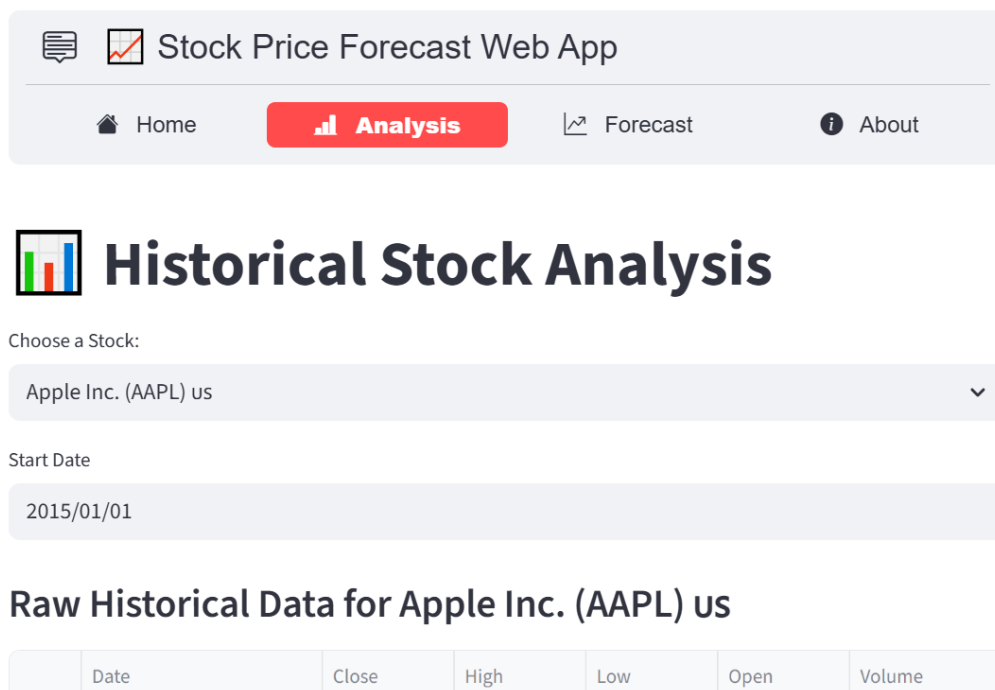 Stock Price Forecast Web App
Home Analysis Forecast About
Historical Stock Analysis
Choose a Stock:
Apple Inc. (AAPL) us
Start Date
2015/01/01
Raw Historical Data for Apple Inc. (AAPL) us
Date Close High Low Open Volume